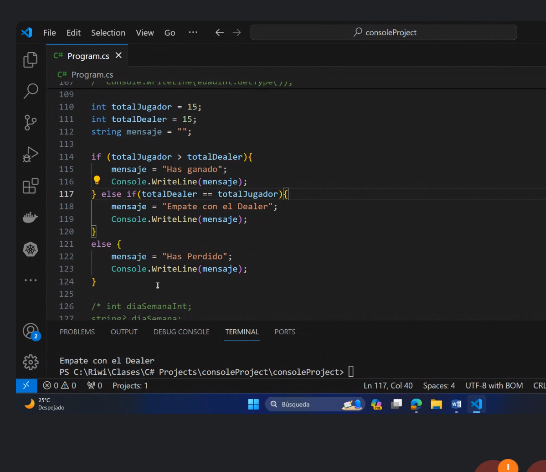 File Edit Selection View Go ··· consoleProject
C# Program.cs ×
C# Program.cs
107 / Console.WriteLine(
109
110 int totalJugador = 15;
111 int totalDealer = 15;
112 string mensaje = "";
113
114 if (totalJugador > totalDealer){
115 mensaje = "Has ganado";
116 Console.WriteLine(mensaje);
117 } else if(totalDealer == totalJugador){
118 mensaje = "Empate con el Dealer";
119 Console.WriteLine(mensaje);
120 }
121 else {
122 mensaje = "Has Perdido";
123 Console.WriteLine(mensaje);
124 }
125
126 /* int diaSemanaInt;
127 string? diaSemana;
PROBLEMS OUTPUT DEBUG CONSOLE TERMINAL PORTS
Empate con el Dealer
PS C:\Riwi\Clases\C# Projects\consoleProject\consoleProject>
2
0 0 0 Projects: 1 Ln 117, Col 40 Spaces: 4 UTF-8 with BOM CRL
25°C
Despejado
Búsqueda